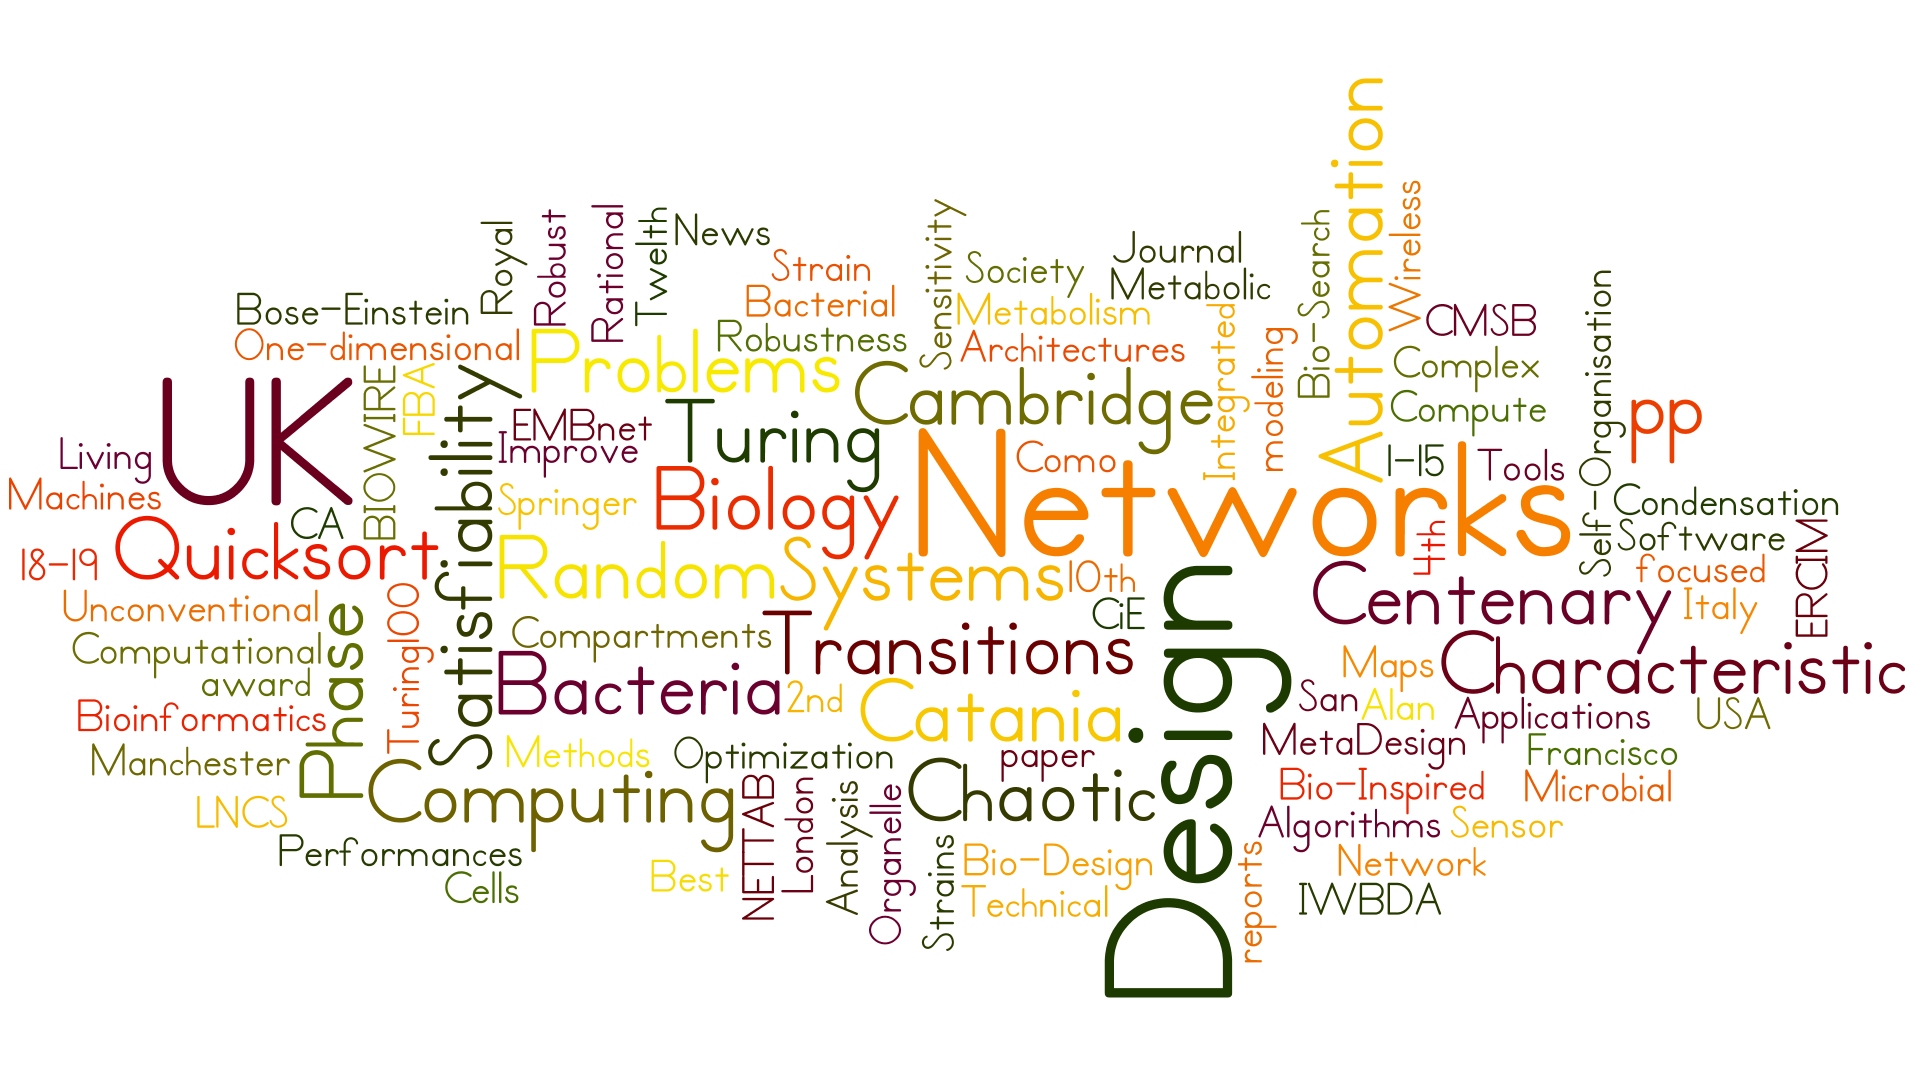 Automation
Wireless
Bio-Search
Sensitivity
Royal
Robust
Rational
Twelth
News
Strain
Bacterial
Robustness
Society
Metabolism
Architectures
Journal
Metabolic
Integrated
modeling
CMSB
Complex
Compute
Self-Organisation
pp
Bose-Einstein
One-dimensional
Problems
Cambridge
UK
BIOWIRE
FBA
Satisfiability
EMBnet
Improve
Turing
Como
1-15
Tools
Living
Machines
CA
Springer
Biology
Networks
Condensation
Software
ERCIM
18-19
Quicksort
Random
Systems
10th
4th
focused
Italy
Unconventional
Computational
award
Phase
Turing100
Compartments
Transitions
CiE
Design
Centenary
Bioinformatics
Bacteria
2nd
Catania
Maps
Characteristic
San
Alan
Applications
USA
Manchester
Methods
Optimization
paper
MetaDesign
Francisco
LNCS
Computing
Chaotic
Bio-Inspired
Microbial
Algorithms
Sensor
Performances
Cells
Best
NETTAB
London
Analysis
Organelle
Strains
Bio-Design
Technical
reports
Network
IWBDA